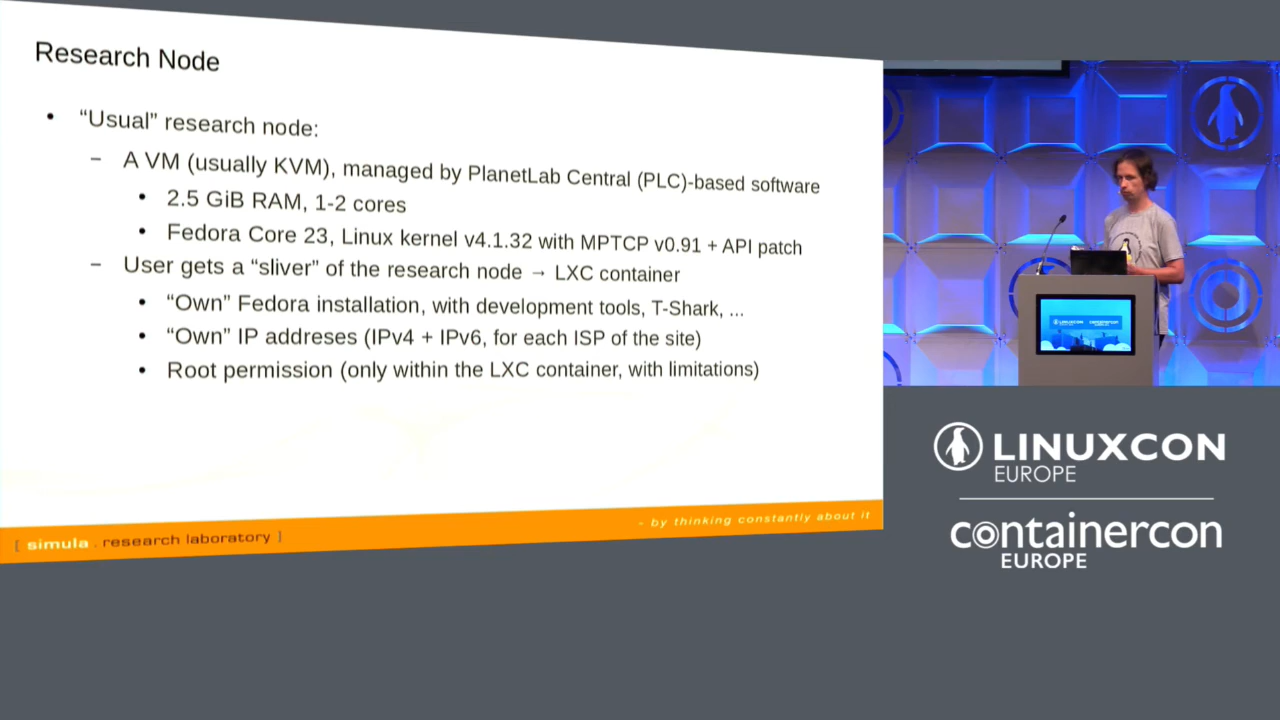 Research Node
• “Usual” research node:
– A VM (usually KVM), managed by PlanetLab Central (PLC)-based software
• 2.5 GiB RAM, 1-2 cores
• Fedora Core 23, Linux kernel v4.1.32 with MPTCP v0.91 + API patch
– User gets a “sliver” of the research node → LXC container
• “Own” Fedora installation, with development tools, T-Shark, ...
• “Own” IP addreses (IPv4 + IPv6, for each ISP of the site)
• Root permission (only within the LXC container, with limitations)
[ simula . research laboratory ]
- by thinking constantly about it
LINUXCON
EUROPE
containercon
EUROPE
LINUXCON containercon